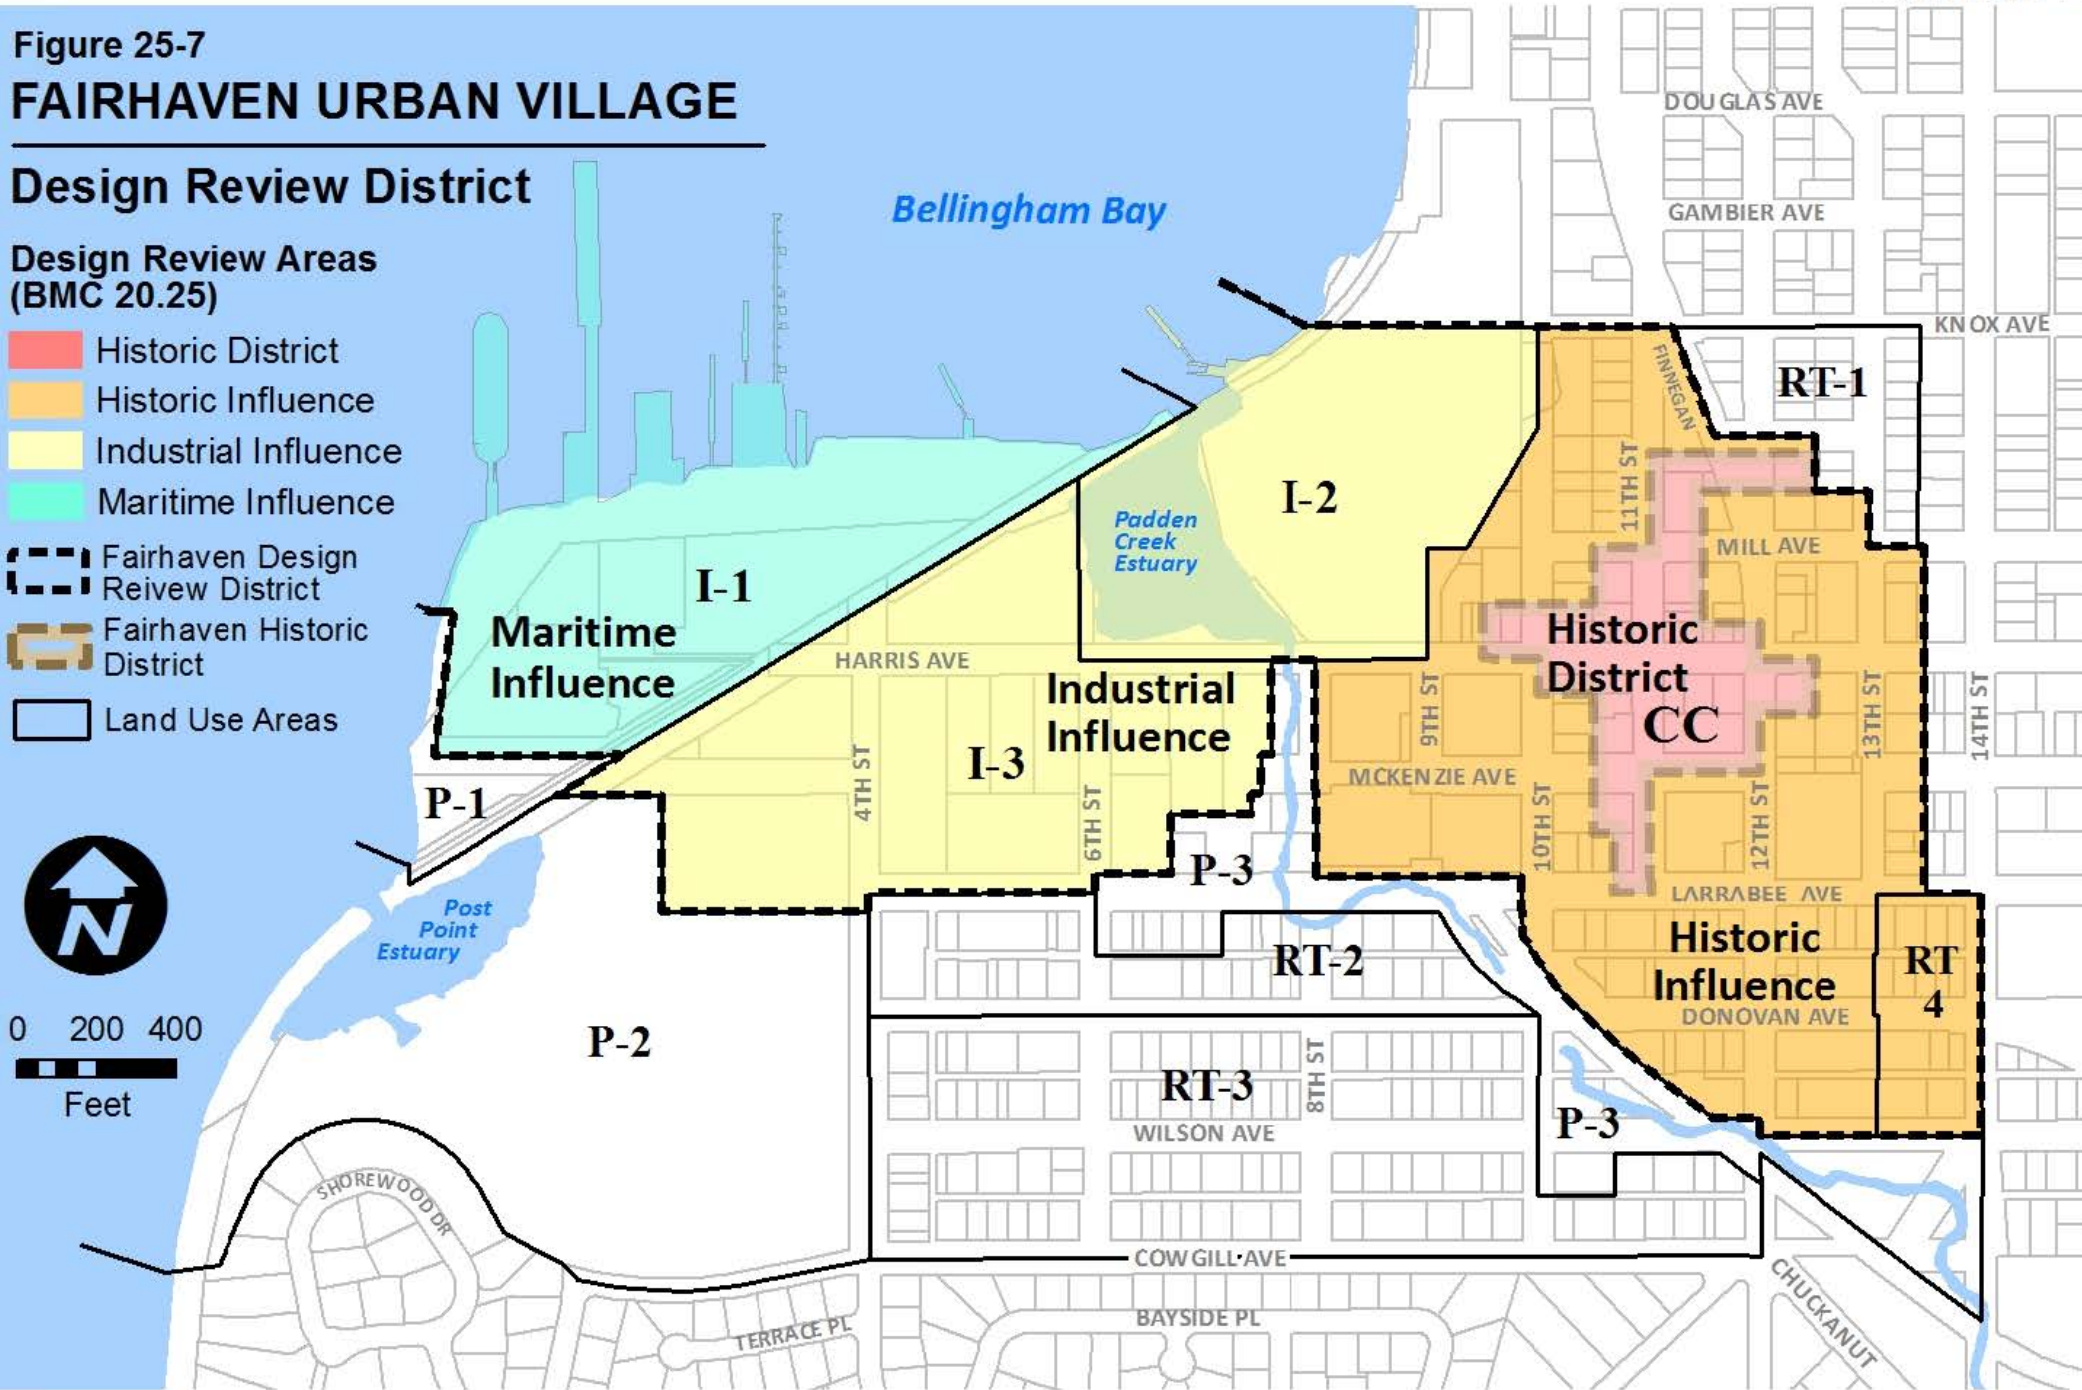 Figure 25-7
FAIRHAVEN URBAN VILLAGE
Design Review District
Design Review Areas
(BMC 20.25)
Historic District
Historic Influence
Industrial Influence
Maritime Influence
Fairhaven Design
Reivew District
Fairhaven Historic
District
Land Use Areas
N
0 200 400
Feet
Bellingham Bay
DOUGLAS AVE
GAMBIER AVE
KNOX AVE
FINNEGAN
RT-1
11TH ST
I-2
Padden
Creek
Estuary
MILL AVE
I-1
Maritime
Influence
HARRIS AVE
Industrial
Influence
I-3
Historic
District
CC
9TH ST
13TH ST
14TH ST
4TH ST
6TH ST
MCKENZIE AVE
10TH ST
12TH ST
P-1
P-3
LARRABEE AVE
Post
Point
Estuary
Historic
Influence
RT
4
RT-2
DONOVAN AVE
P-2
RT-3
8TH ST
P-3
WILSON AVE
SHOREWOOD DR
COWGILL AVE
CHUCKANUT
BAYSIDE PL
TERRACE PL